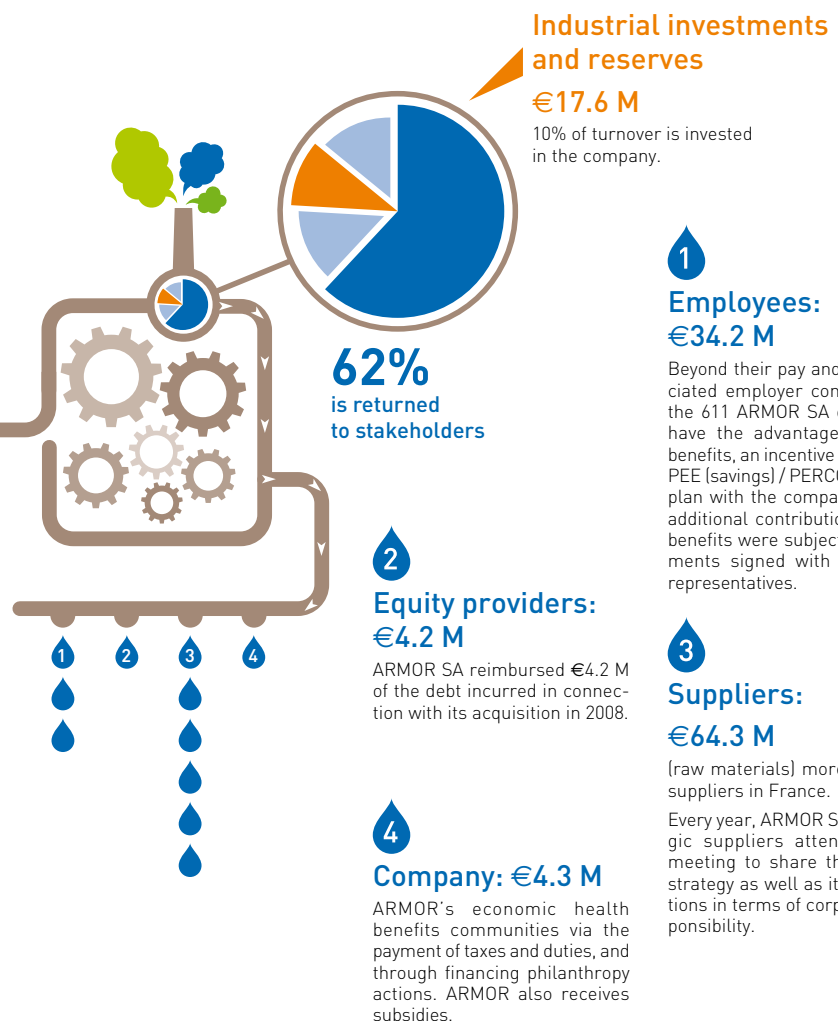 Industrial investments
and reserves
€17.6 M
10% of turnover is invested
in the company.
62%
is returned
to stakeholders
1
Employees:
€34.2 M
Beyond their pay and
ciated employer con
the 611 ARMOR SA
have the advantage
benefits, an incentive
PEE (savings) / PERCO
plan with the compa
additional contributio
benefits were subject
ments signed with
representatives.
2
Equity providers:
€4.2 M
ARMOR SA reimbursed €4.2 M
of the debt incurred in connec-
tion with its acquisition in 2008.
3
Suppliers:
€64.3 M
(raw materials) more
suppliers in France.
Every year, ARMOR S
gic suppliers atten
meeting to share th
strategy as well as it
tions in terms of corp
ponsibility.
4
Company: €4.3 M
ARMOR's economic health
benefits communities via the
payment of taxes and duties, and
through financing philanthropy
actions. ARMOR also receives
subsidies.
1 2 3 4